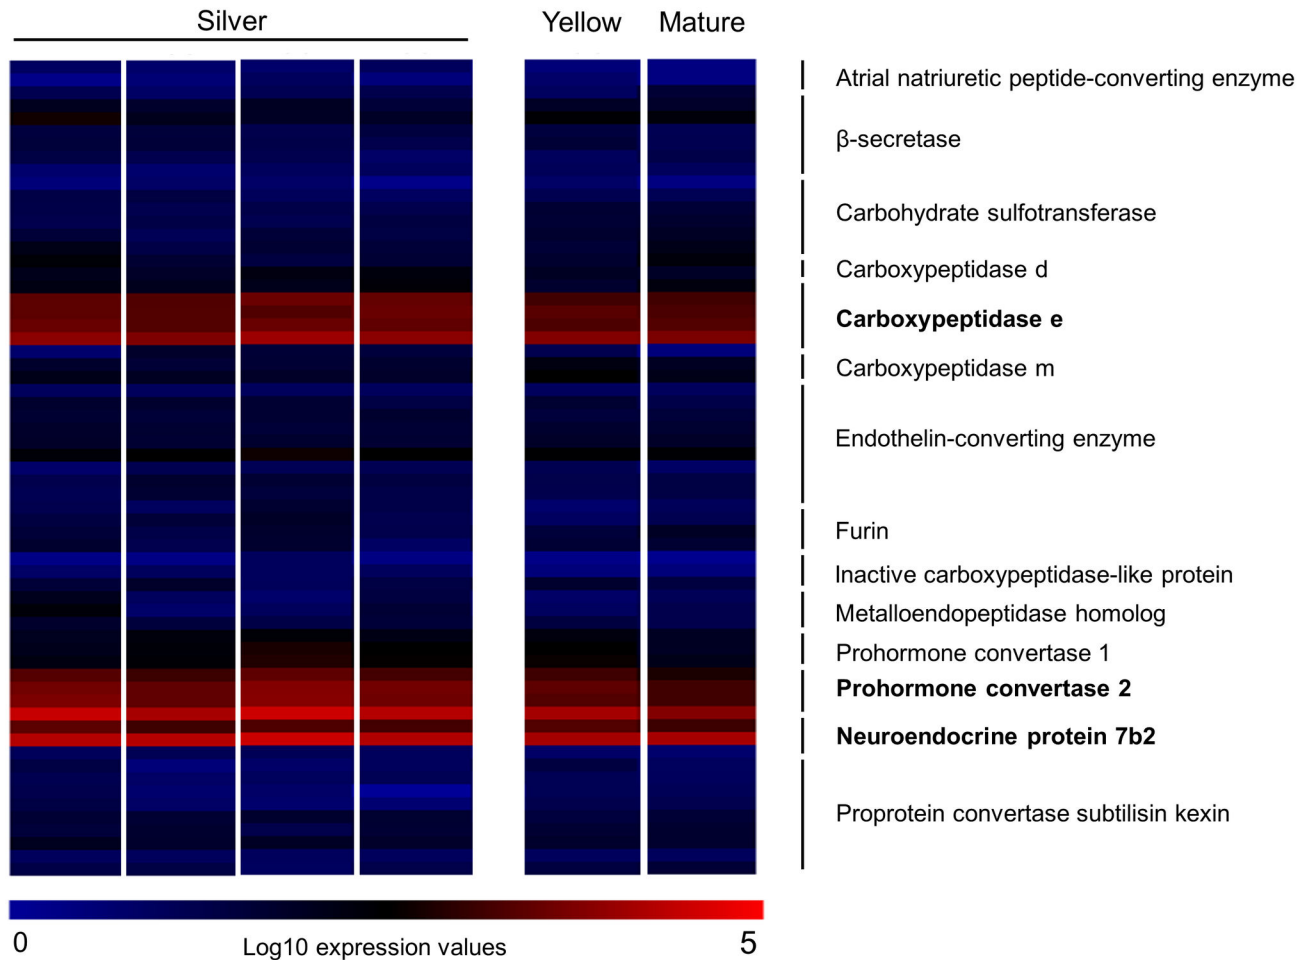 Silver
Yellow
Mature
Atrial natriuretic peptide-converting enzyme
β-secretase
Carbohydrate sulfotransferase
Carboxypeptidase d
Carboxypeptidase e
Carboxypeptidase m
Endothelin-converting enzyme
Furin
Inactive carboxypeptidase-like protein
Metalloendopeptidase homolog
Prohormone convertase 1
Prohormone convertase 2
Neuroendocrine protein 7b2
Proprotein convertase subtilisin kexin
0
Log10 expression values
5